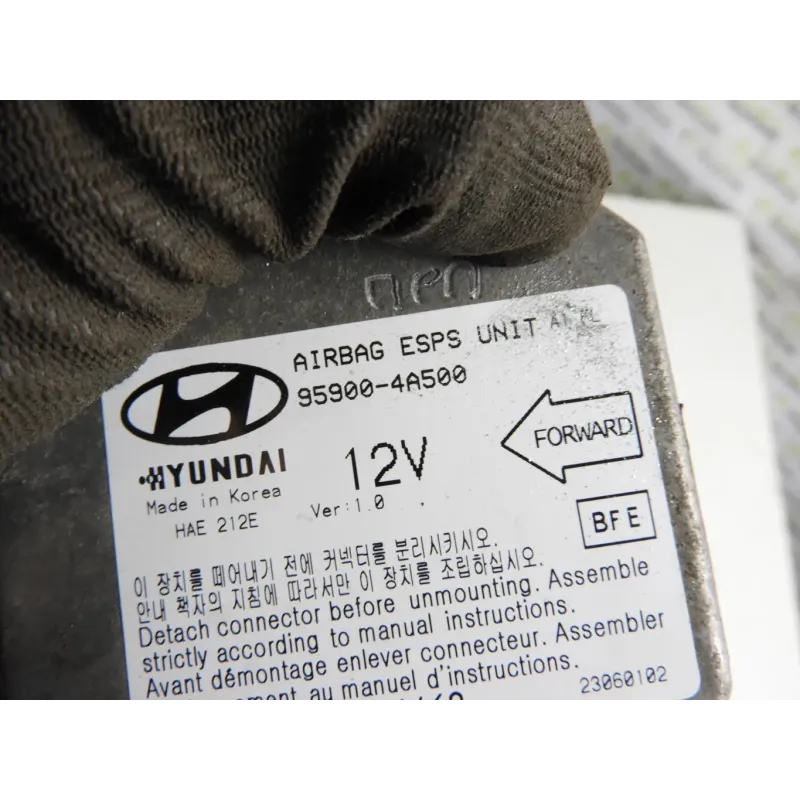 AIRBAG ESPS UNIT
95900-4A500
HYUNDAI
12V
FORWARD
Made in Korea
Ver:1.0
HAE 212E
BFE
이 장치를 떼어내기 전에 커넥터를 분리시키시오.
안내 책자의 지침에 따라서만 이 장치를 조립하십시오.
Detach connector before unmounting. Assemble
strictly according to manual instructions.
Avant démontage enlever connecteur. Assembler
au manuel d'instructions.
23060102